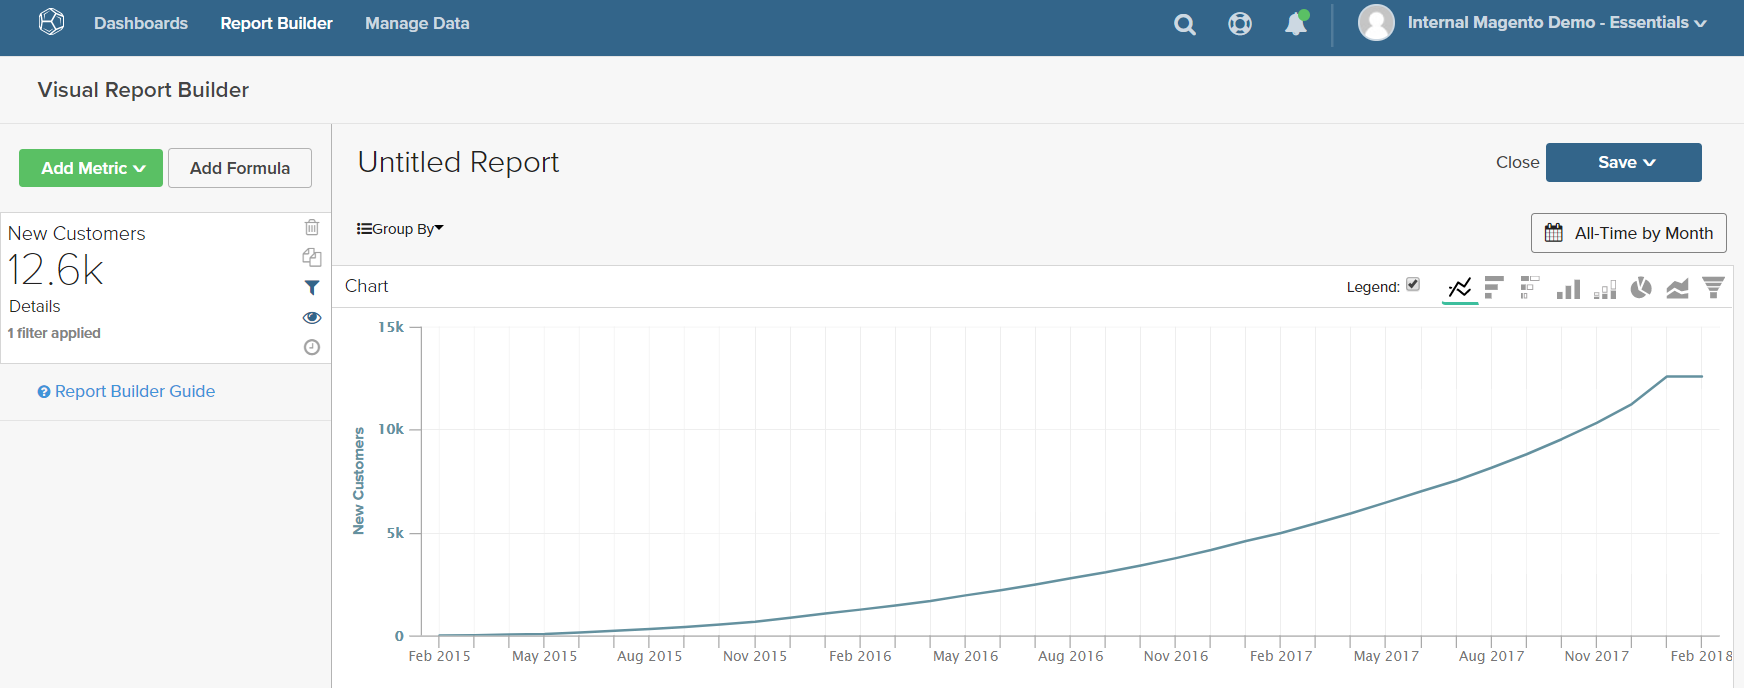 Dashboards Report Builder Manage Data Internal Magento Demo - Essentials
Visual Report Builder
Add Metric Add Formula
Untitled Report
Close Save
New Customers
12.6k
Details
1 filter applied
Report Builder Guide
Group By
All-Time by Month
Chart
Legend:
15k
10k
5k
0
New Customers
Feb 2015 May 2015 Aug 2015 Nov 2015 Feb 2016 May 2016 Aug 2016 Nov 2016 Feb 2017 May 2017 Aug 2017 Nov 2017 Feb 2018